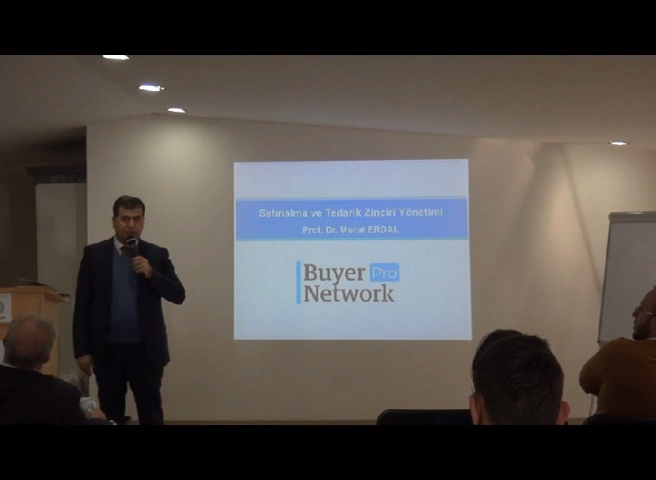 Satınalma ve Tedarik Zinciri Yönetimi
Prof. Dr. Murat ERDAL
Buyer Pro
Network